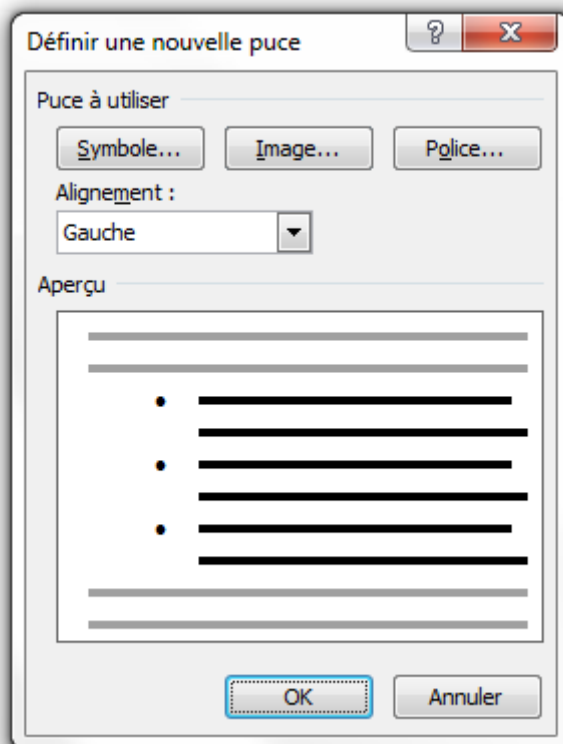 Définir une nouvelle puce
Puce à utiliser
Symbole... Image... Police...
Alignement :
Gauche
Aperçu
OK Annuler